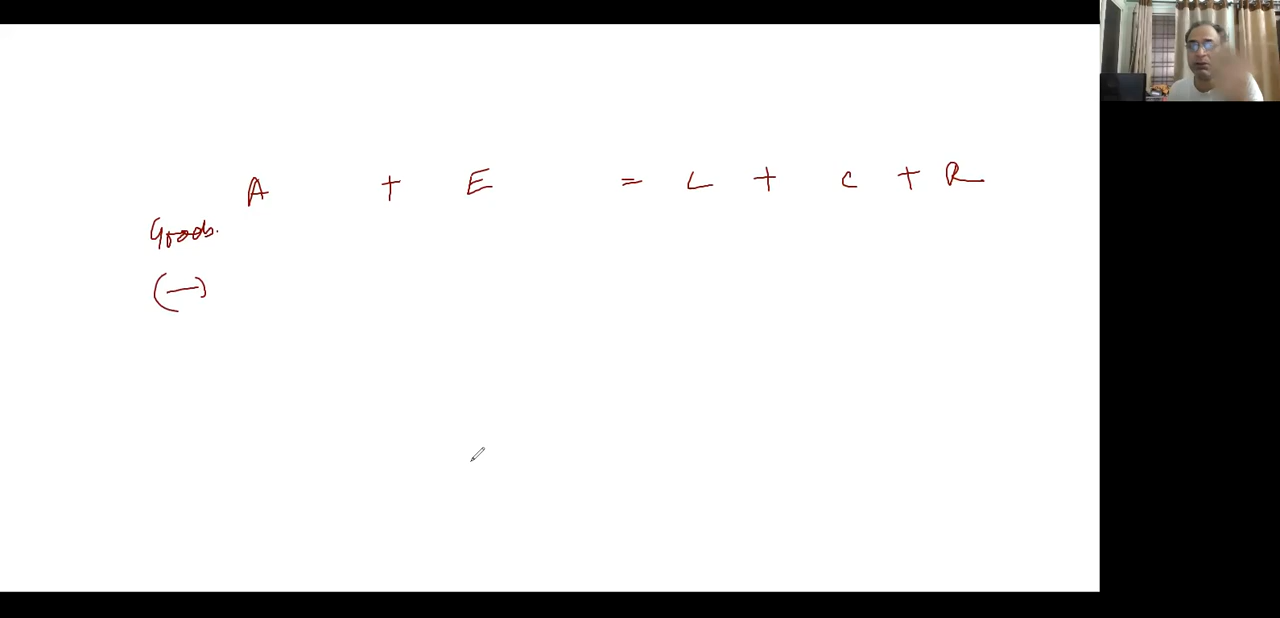 A + E = L + C + R
Goods.
(—)